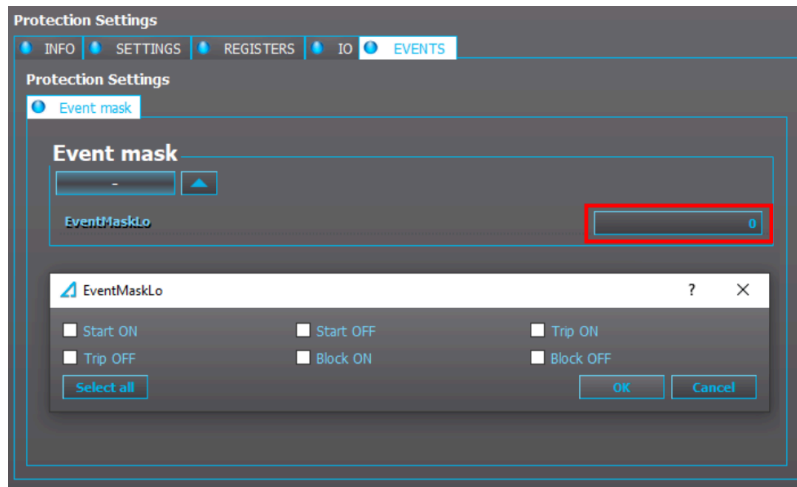 Protection Settings
INFO SETTINGS REGISTERS IO EVENTS
Protection Settings
Event mask
Event mask
-
EventMaskLo 0
EventMaskLo ? ×
Start ON Start OFF Trip ON
Trip OFF Block ON Block OFF
Select all OK Cancel